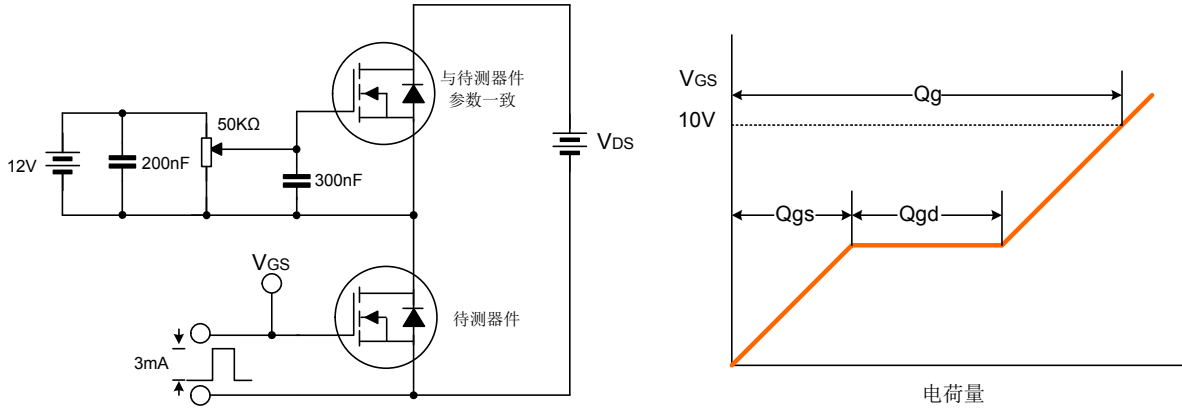 与待测器件
参数一致
50KΩ
12V
200nF
300nF
VDS
VGS
待测器件
3mA
VGS
Qg
10V
Qgs
Qgd
电荷量